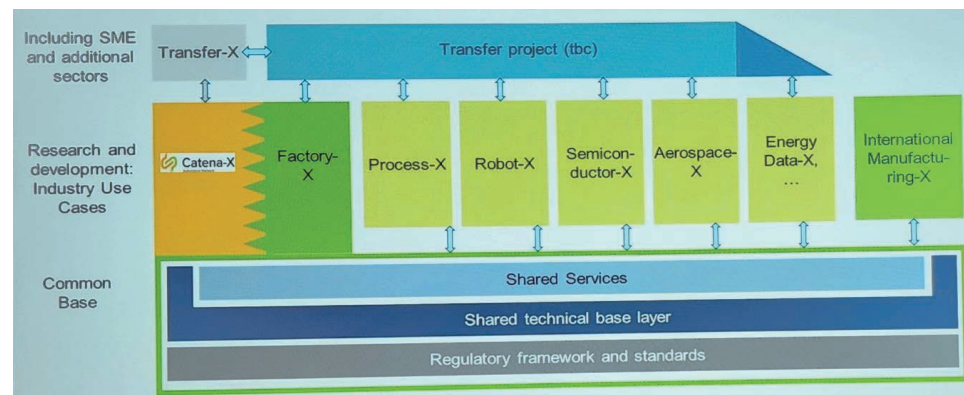 Including SME
and additional
sectors
Transfer-X
Transfer project (tbc)
Research and
development:
Industry Use
Cases
Catena-X
Factory-
X
Process-X
Robot-X
Semicon-
ductor-X
Aerospace-
X
Energy
Data-X,
...
International
Manufactu-
ring-X
Common
Base
Shared Services
Shared technical base layer
Regulatory framework and standards